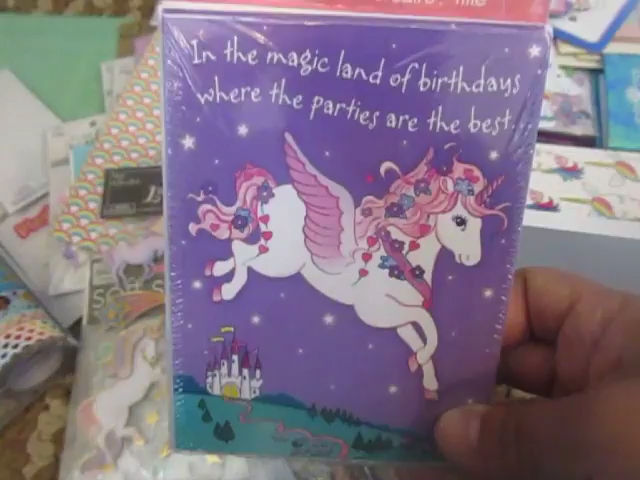 In the magic land of birthdays
where the parties are the best...